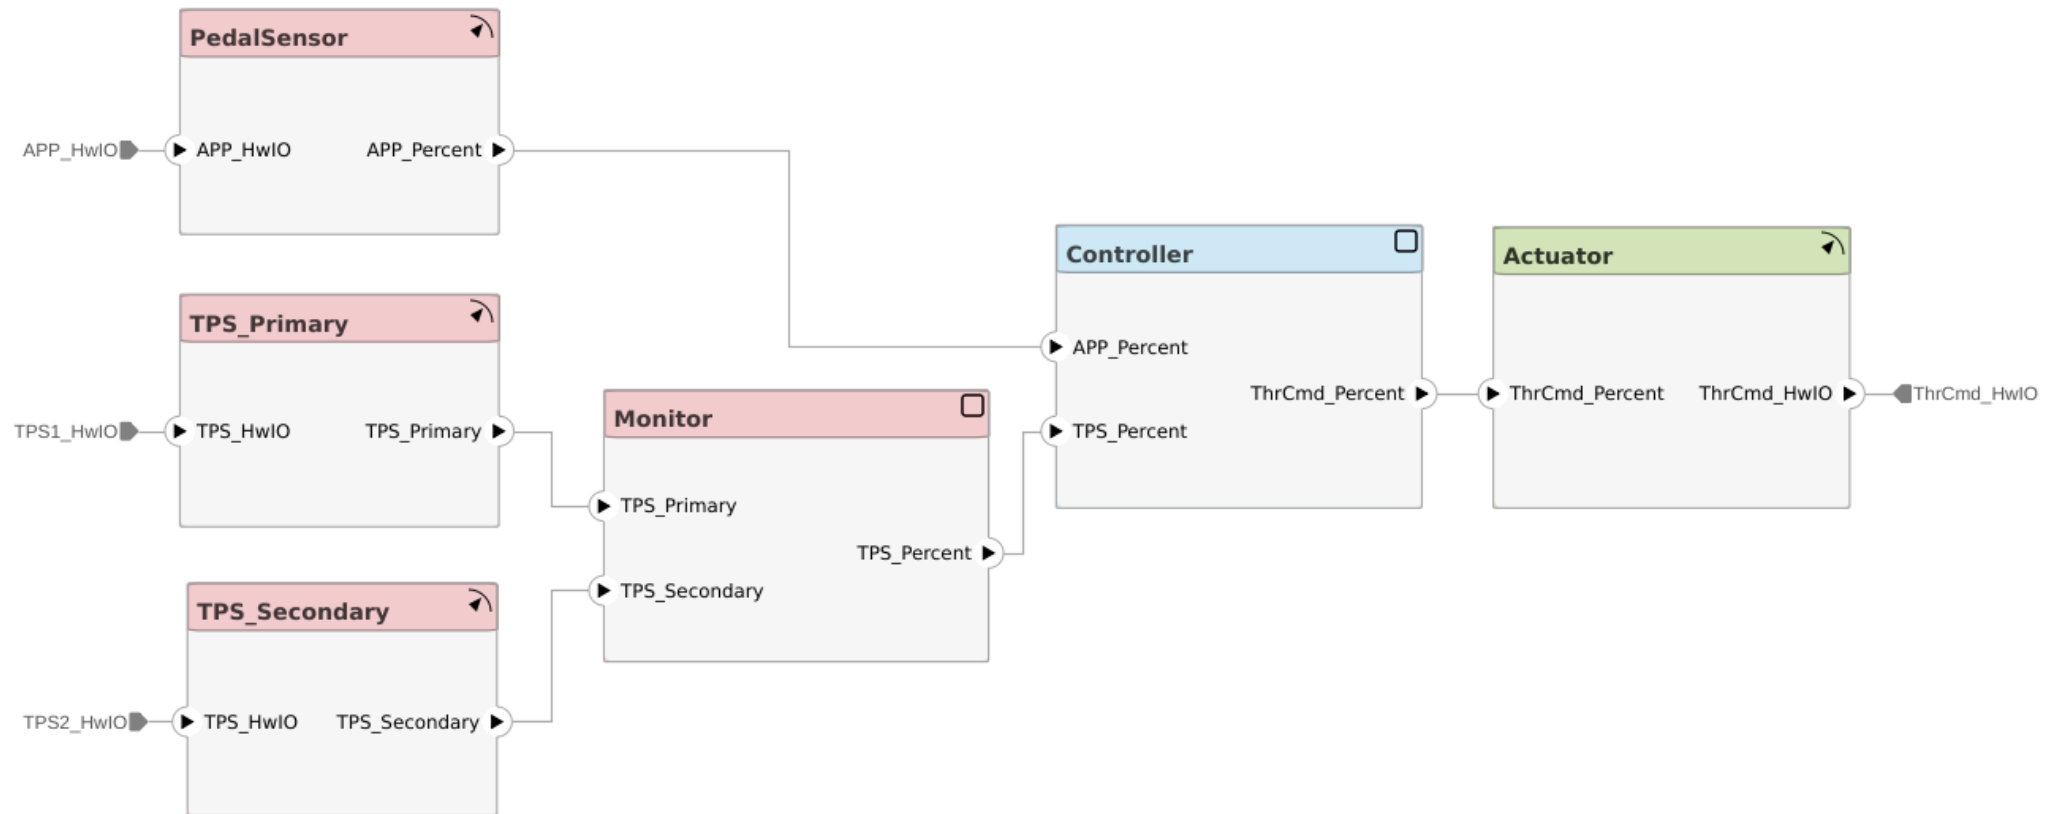 PedalSensor
APP_HwIO
APP_HwIO
APP_Percent
TPS_Primary
TPS1_HwIO
TPS_HwIO
TPS_Primary
TPS_Secondary
TPS2_HwIO
TPS_HwIO
TPS_Secondary
Monitor
TPS_Primary
TPS_Secondary
TPS_Percent
Controller
APP_Percent
TPS_Percent
ThrCmd_Percent
Actuator
ThrCmd_Percent
ThrCmd_HwIO
ThrCmd_HwIO